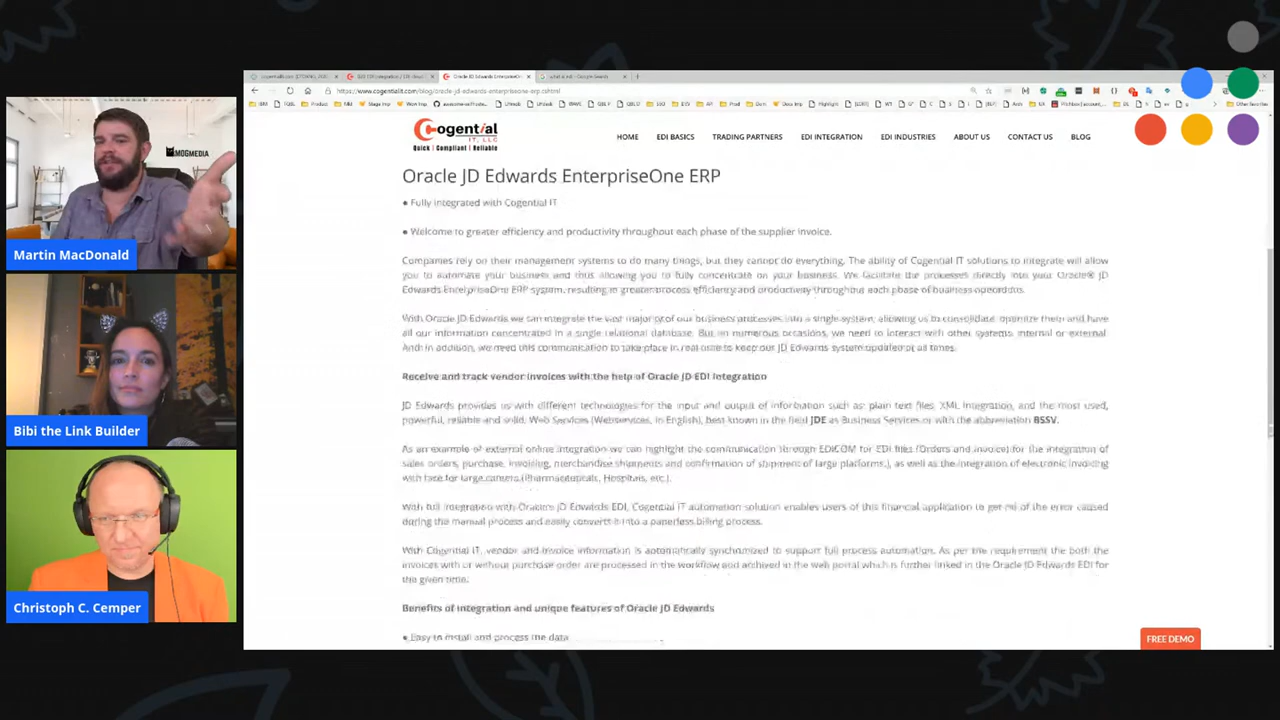 MOGMEDIA
Martin MacDonald
Bibi the Link Builder
Christoph C. Cemper
Oracle JD Edwards EnterpriseOne
what is edi - Google Search
https://www.cogentialit.com/blog/oracle-jd-edwards-enterpriseone-erp.cshtml
Cogential
IT, LLC
Quick | Compliant | Reliable
HOME EDI BASICS TRADING PARTNERS EDI INTEGRATION EDI INDUSTRIES ABOUT US CONTACT US BLOG
Oracle JD Edwards EnterpriseOne ERP
● Fully integrated with Cogential IT
● Welcome to greater efficiency and productivity throughout each phase of the supplier invoice.
Companies rely on their management systems to do many things, but they cannot do everything. The ability of Cogential IT solutions to integrate will allow
you to automate your business and thus allowing you to fully concentrate on your business. We facilitate the processes directly into your Oracle® JD
Edwards EnterpriseOne ERP system, resulting in greater process efficiency and productivity throughout each phase of business operations.
With Oracle JD Edwards we can integrate the vast majority of our business processes into a single system, allowing us to consolidate, optimize them and have
all our information concentrated in a single relational database. But on numerous occasions, we need to interact with other systems, internal or external
And in addition, we need this communication to take place in real-time to keep our JD Edwards system updated at all times.
Receive and track vendor invoices with the help of Oracle JD EDI Integration
JD Edwards provides us with different technologies for the input and output of information such as: plain text files, XML Integration, and the most used,
powerful, reliable and solid, Web Services (Webservices, in English), best known in the field JDE as Business Services or with the abbreviation BSSV.
As an example of external online integration we can highlight the communication through EDICOM for EDI files (Orders and invoice) for the integration of
sales orders, purchase, invoicing, merchandise shipments and confirmation of shipment of large platforms.), as well as the integration of electronic invoicing
with face for large (Pharmaceuticals, Hospitals, etc.).
With full integration with Oracle JD Edwards EDI, Cogential IT automation solution enables users of this financial application to get rid of the error caused
during the manual process and easily convert it into a paperless billing process.
With Cogential IT, vendor and invoice information is automatically synchronized to support full process automation. As per the requirement the both the
invoices with or without purchase order are processed in the workflow and archived in the web portal which is further linked in the Oracle JD Edwards EDI for
the given time.
Benefits of integration and unique features of Oracle JD Edwards
● Easy to install and process the data
FREE DEMO